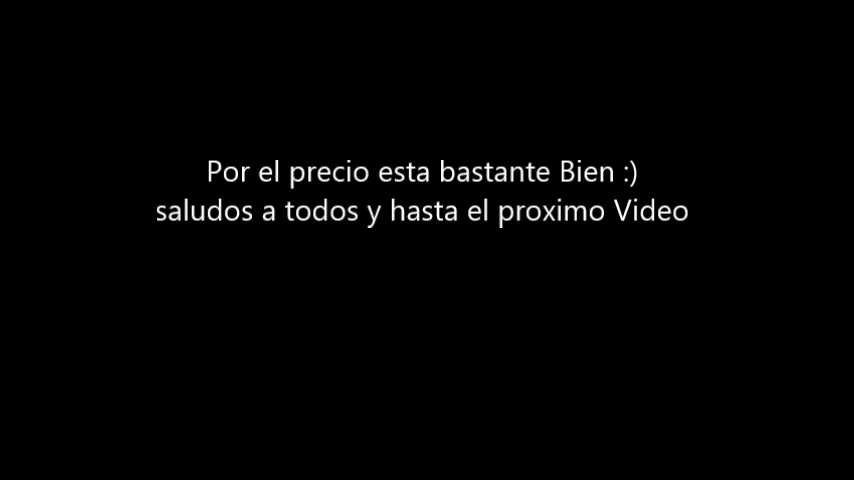 Por el precio esta bastante Bien :)
saludos a todos y hasta el proximo Video